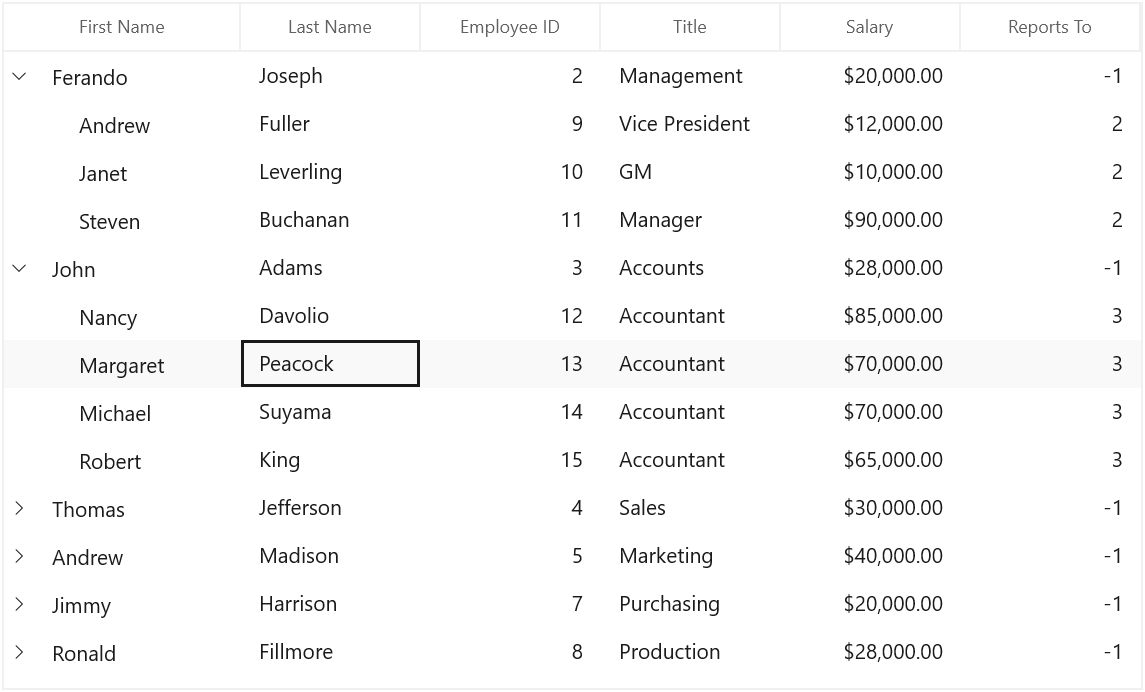 First Name Last Name Employee ID Title Salary Reports To
Ferando Joseph 2 Management $20,000.00 -1
Andrew Fuller 9 Vice President $12,000.00 2
Janet Leverling 10 GM $10,000.00 2
Steven Buchanan 11 Manager $90,000.00 2
John Adams 3 Accounts $28,000.00 -1
Nancy Davolio 12 Accountant $85,000.00 3
Margaret Peacock 13 Accountant $70,000.00 3
Michael Suyama 14 Accountant $70,000.00 3
Robert King 15 Accountant $65,000.00 3
Thomas Jefferson 4 Sales $30,000.00 -1
Andrew Madison 5 Marketing $40,000.00 -1
Jimmy Harrison 7 Purchasing $20,000.00 -1
Ronald Fillmore 8 Production $28,000.00 -1